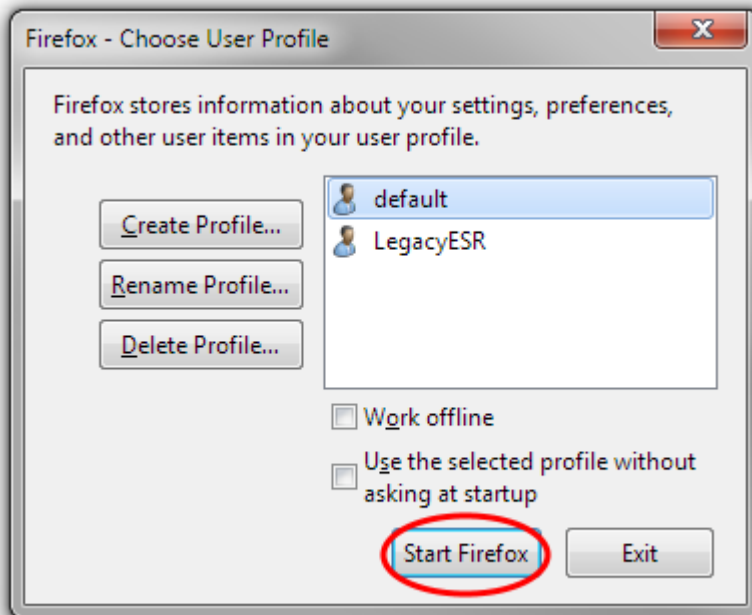 Firefox - Choose User Profile
Firefox stores information about your settings, preferences,
and other user items in your user profile.
Create Profile...
Rename Profile...
Delete Profile...
default
LegacyESR
Work offline
Use the selected profile without
asking at startup
Start Firefox
Exit